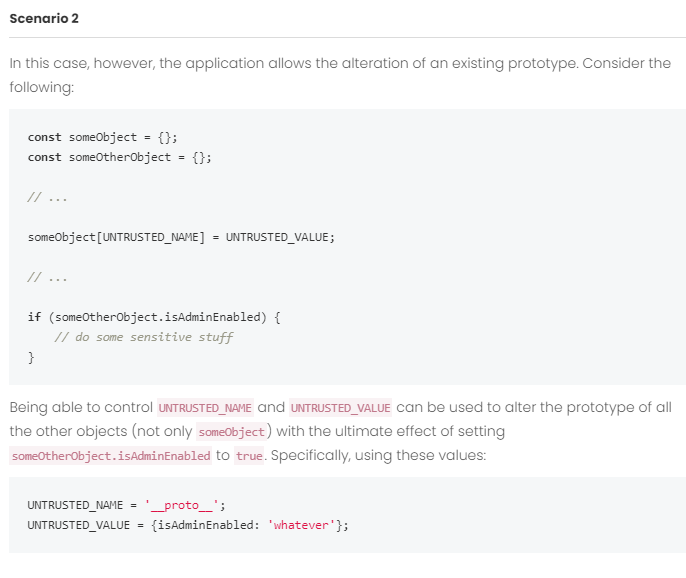 Scenario 2
In this case, however, the application allows the alteration of an existing prototype. Consider the
following:
const someObject = {};
const someOtherObject = {};
// ...
someObject[UNTRUSTED_NAME] = UNTRUSTED_VALUE;
// ...
if (someOtherObject.isAdminEnabled) {
    // do some sensitive stuff
}
Being able to control UNTRUSTED_NAME and UNTRUSTED_VALUE can be used to alter the prototype of all
the other objects (not only someObject) with the ultimate effect of setting
someOtherObject.isAdminEnabled to true. Specifically, using these values:
UNTRUSTED_NAME = '__proto__';
UNTRUSTED_VALUE = {isAdminEnabled: 'whatever'};